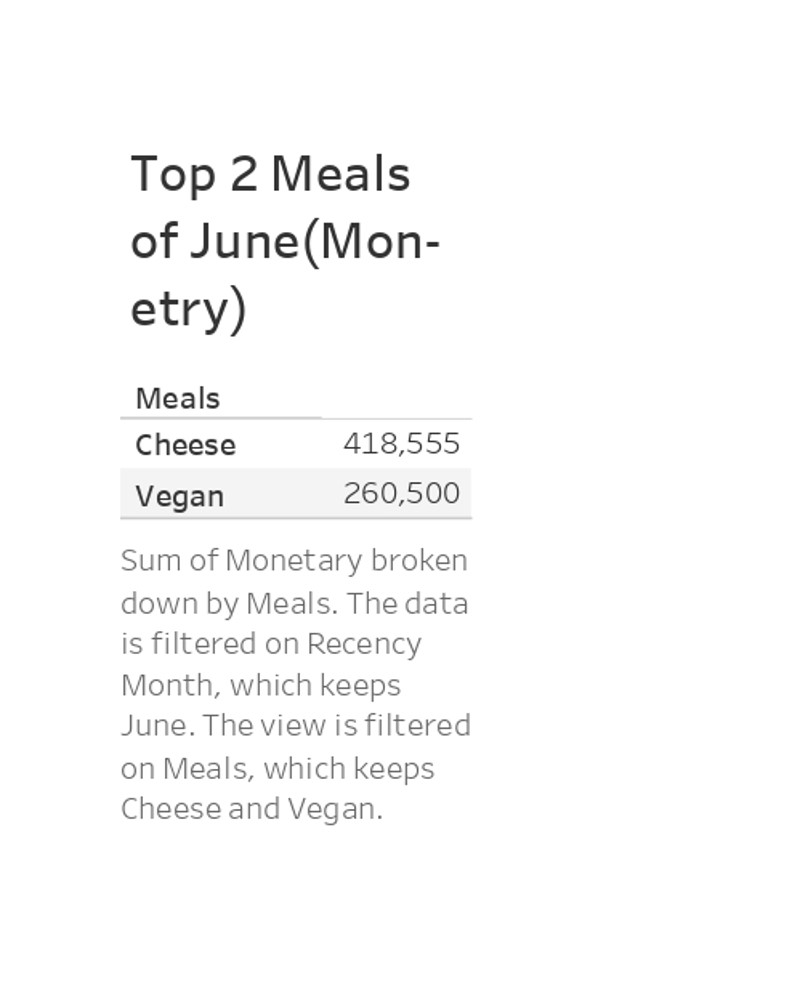 Top 2 Meals
of June(Mon-
etry)
Meals
Cheese 418,555
Vegan 260,500
Sum of Monetary broken
down by Meals. The data
is filtered on Recency
Month, which keeps
June. The view is filtered
on Meals, which keeps
Cheese and Vegan.